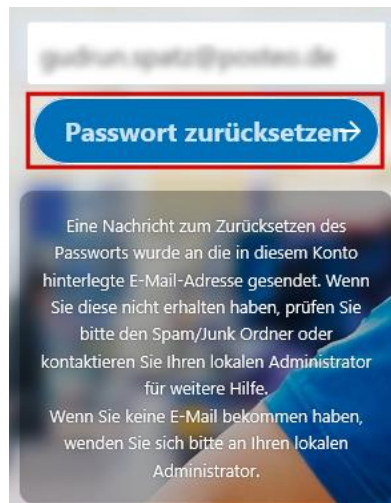 Passwort zurücksetzen
Eine Nachricht zum Zurücksetzen des
Passworts wurde an die in diesem Konto
hinterlegte E-Mail-Adresse gesendet. Wenn
Sie diese nicht erhalten haben, prüfen Sie
bitte den Spam/Junk Ordner oder
kontaktieren Sie Ihren lokalen Administrator
für weitere Hilfe.
Wenn Sie keine E-Mail bekommen haben,
wenden Sie sich bitte an Ihren lokalen
Administrator.